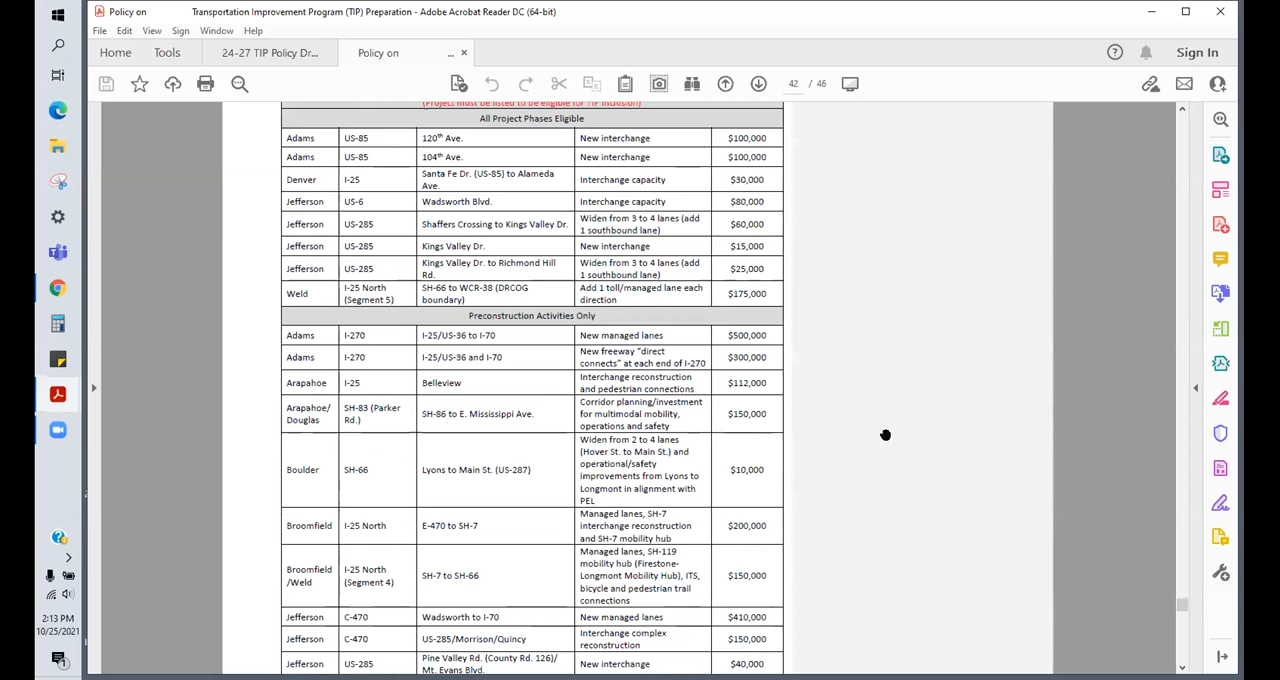 Policy on Transportation Improvement Program (TIP) Preparation - Adobe Acrobat Reader DC (64-bit)
File Edit View Sign Window Help
Home Tools 24-27 TIP Policy Dr... Policy on ... × Sign In
42 / 46
(Project must be listed to be eligible for TIP inclusion)
All Project Phases Eligible
Adams US-85 120th Ave. New interchange $100,000
Adams US-85 104th Ave. New interchange $100,000
Denver I-25 Santa Fe Dr. (US-85) to Alameda Interchange capacity $30,000
Ave.
Jefferson US-6 Wadsworth Blvd. Interchange capacity $80,000
Jefferson US-285 Shaffers Crossing to Kings Valley Dr. Widen from 3 to 4 lanes (add $60,000
1 southbound lane)
Jefferson US-285 Kings Valley Dr. New interchange $15,000
Jefferson US-285 Kings Valley Dr. to Richmond Hill Widen from 3 to 4 lanes (add $25,000
Rd. 1 southbound lane)
Weld I-25 North SH-66 to WCR-38 (DRCOG Add 1 toll/managed lane each $175,000
(Segment 5) boundary) direction
Preconstruction Activities Only
Adams I-270 I-25/US-36 to I-70 New managed lanes $500,000
Adams I-270 I-25/US-36 and I-70 New freeway "direct $300,000
connects" at each end of I-270
Arapahoe I-25 Belleview Interchange reconstruction $112,000
and pedestrian connections
Arapahoe/ SH-83 (Parker SH-86 to E. Mississippi Ave. Corridor planning/investment $150,000
Douglas Rd.) for multimodal mobility,
operations and safety
Boulder SH-66 Lyons to Main St. (US-287) Widen from 2 to 4 lanes $10,000
(Hover St. to Main St.) and
operational/safety
improvements from Lyons to
Longmont in alignment with
PEL
Broomfield I-25 North E-470 to SH-7 Managed lanes, SH-7 $200,000
interchange reconstruction
and SH-7 mobility hub
Broomfield I-25 North SH-7 to SH-66 Managed lanes, SH-119 $150,000
/Weld (Segment 4) mobility hub (Firestone-
Longmont Mobility Hub), ITS,
bicycle and pedestrian trail
connections
Jefferson C-470 Wadsworth to I-70 New managed lanes $410,000
Jefferson C-470 US-285/Morrison/Quincy Interchange complex $150,000
reconstruction
Jefferson US-285 Pine Valley Rd. (County Rd. 126)/ New interchange $40,000
Mt. Evans Blvd.
2:13 PM
10/25/2021